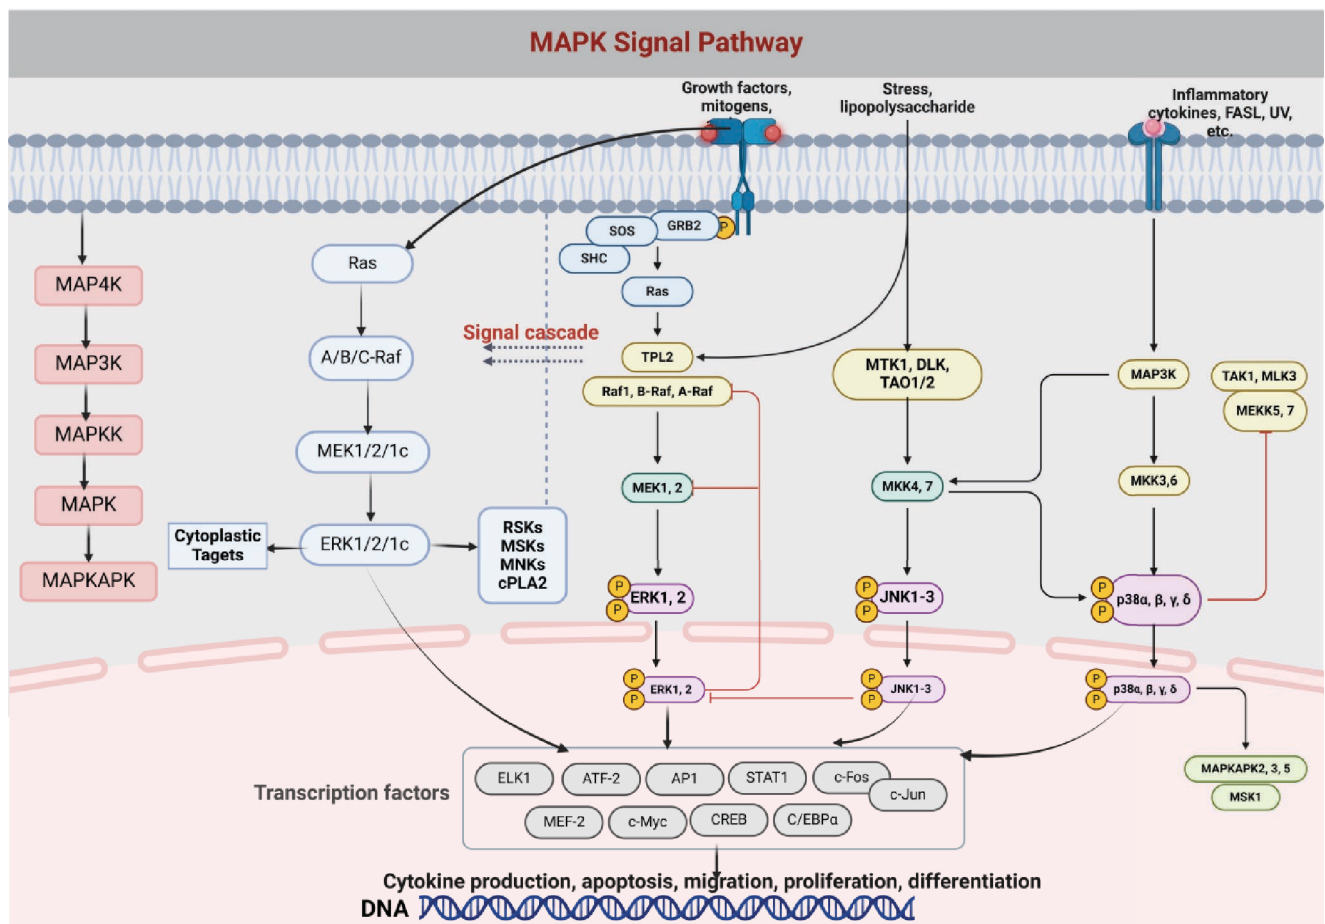 MAPK Signal Pathway
Growth factors,
mitogens,
Stress,
lipopolysaccharide
Inflammatory
cytokines, FASL, UV,
etc.
MAP4K
MAP3K
MAPKK
MAPK
MAPKAPK
Ras
A/B/C-Raf
MEK1/2/1c
ERK1/2/1c
Cytoplastic
Tagets
RSKs
MSKs
MNKs
cPLA2
Signal cascade
SOS
GRB2
P
SHC
Ras
TPL2
Raf1, B-Raf, A-Raf
MEK1, 2
P
P
ERK1, 2
P
P
ERK1, 2
MTK1, DLK,
TAO1/2
MKK4, 7
P
P
JNK1-3
P
P
JNK1-3
MAP3K
MKK3,6
P
P
p38α, β, γ, δ
P
P
p38α, β, γ, δ
TAK1, MLK3
MEKK5, 7
MAPKAPK2, 3, 5
MSK1
Transcription factors
ELK1
ATF-2
AP1
STAT1
c-Fos
c-Jun
MEF-2
c-Myc
CREB
C/EBPα
Cytokine production, apoptosis, migration, proliferation, differentiation
DNA